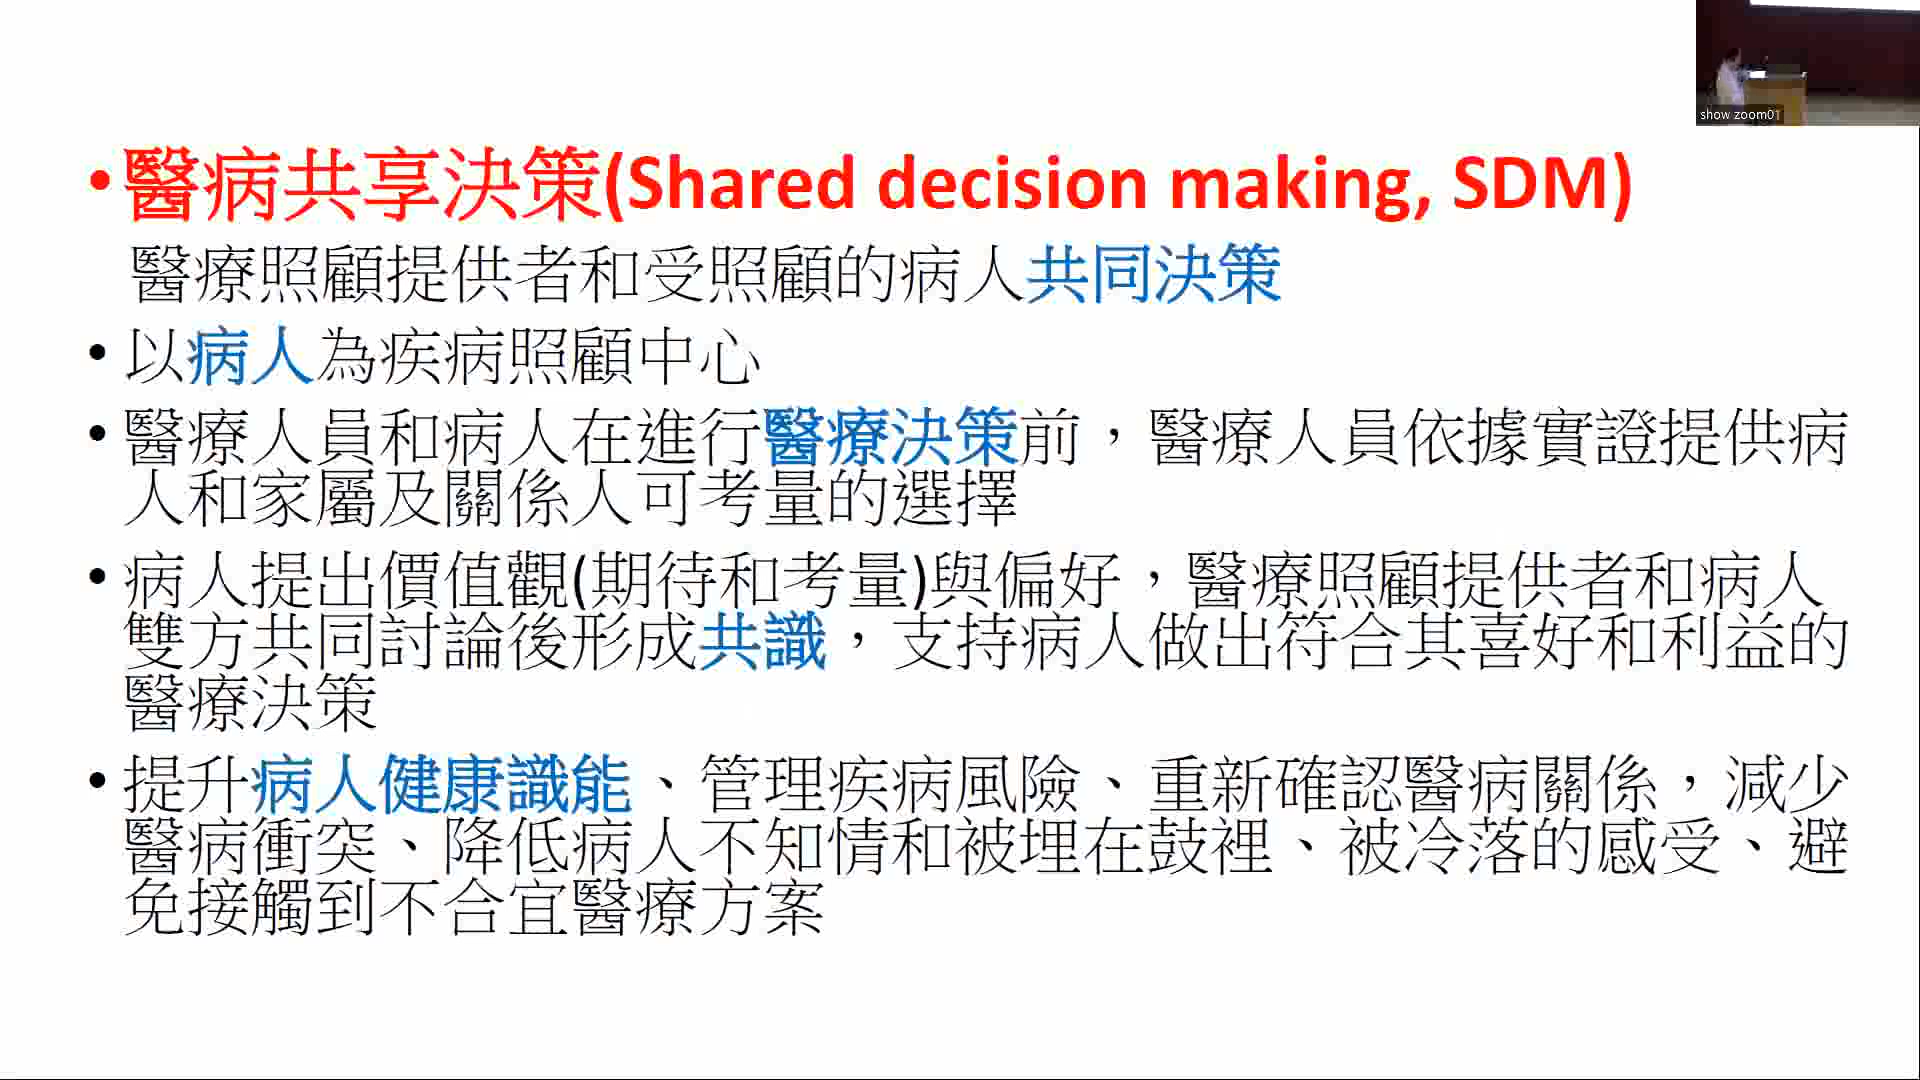 show zoom01
•醫病共享決策(Shared decision making, SDM)
醫療照顧提供者和受照顧的病人共同決策
•以病人為疾病照顧中心
•醫療人員和病人在進行醫療決策前，醫療人員依據實證提供病
人和家屬及關係人可考量的選擇
•病人提出價值觀(期待和考量)與偏好，醫療照顧提供者和病人
雙方共同討論後形成共識，支持病人做出符合其喜好和利益的
醫療決策
•提升病人健康識能、管理疾病風險、重新確認醫病關係，減少
醫病衝突、降低病人不知情和被埋在鼓裡、被冷落的感受、避
免接觸到不合宜醫療方案